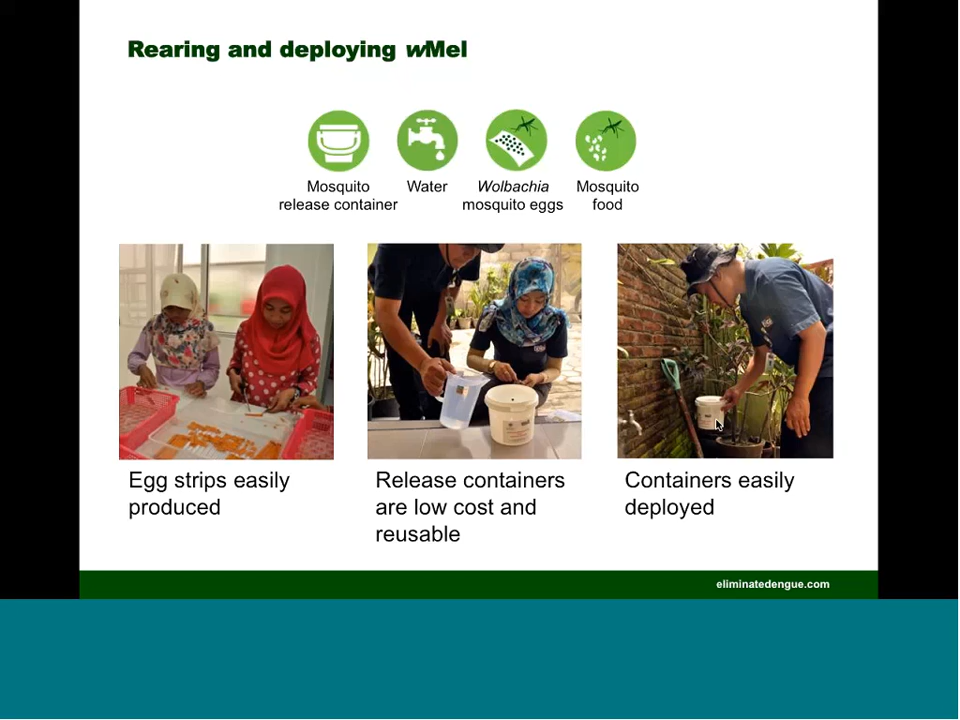 Rearing and deploying wMel
Mosquito
release container
Water
Wolbachia
mosquito eggs
Mosquito
food
Egg strips easily
produced
Release containers
are low cost and
reusable
Containers easily
deployed
eliminatedengue.com